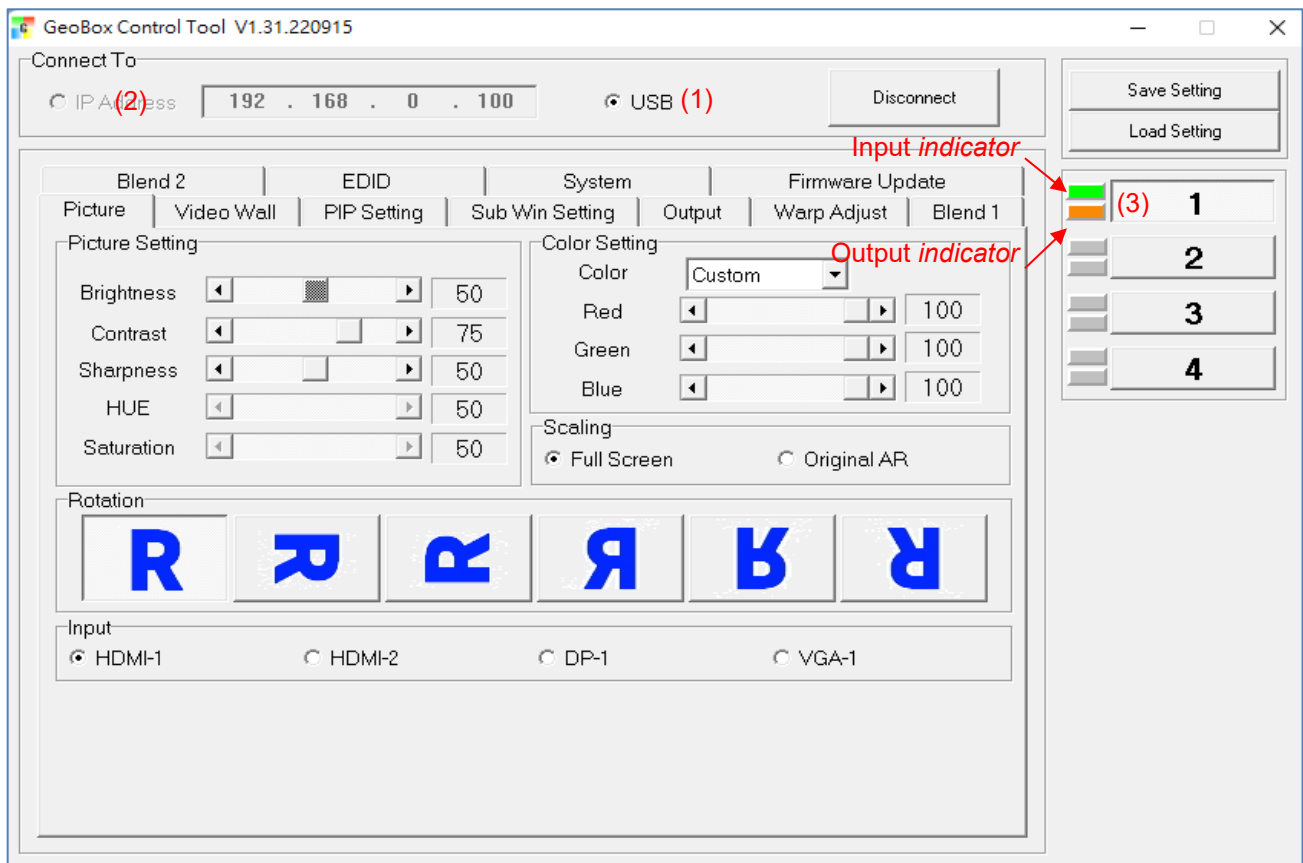 GeoBox Control Tool V1.31.220915
Connect To
IP Address (2) 192 . 168 . 0 . 100 USB (1) Disconnect
Save Setting
Load Setting
Input indicator
Output indicator
(3) 1
2
3
4
Blend 2 EDID System Firmware Update
Picture Video Wall PIP Setting Sub Win Setting Output Warp Adjust Blend 1
Picture Setting
Brightness 50
Contrast 75
Sharpness 50
HUE 50
Saturation 50
Color Setting
Color Custom
Red 100
Green 100
Blue 100
Scaling
Full Screen Original AR
Rotation
R R R R R R
Input
HDMI-1 HDMI-2 DP-1 VGA-1